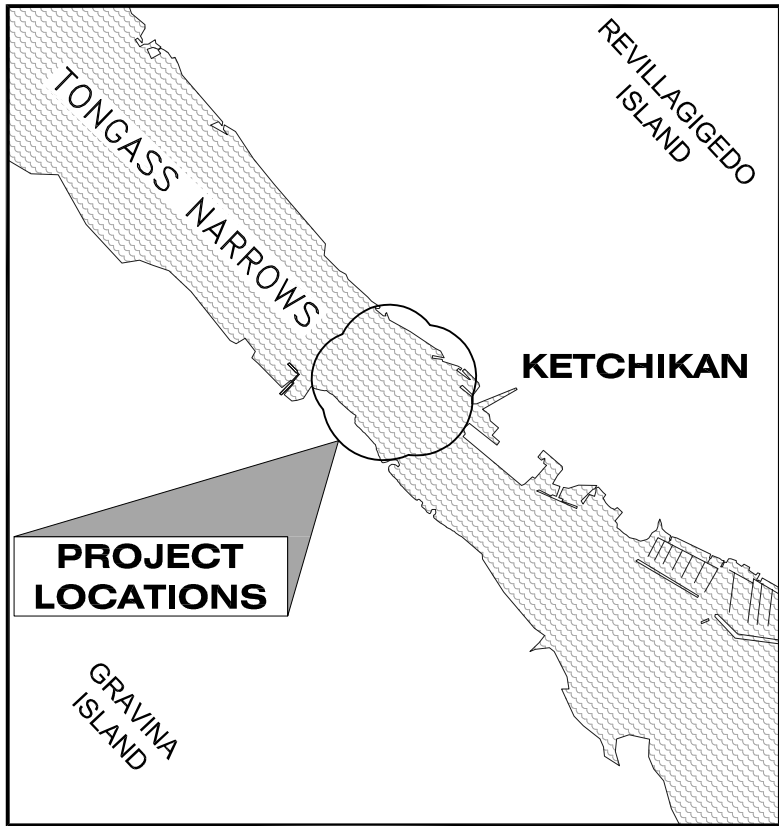 REVILLAGIGEDO
ISLAND
TONGASS NARROWS
KETCHIKAN
PROJECT
LOCATIONS
GRAVINA
ISLAND